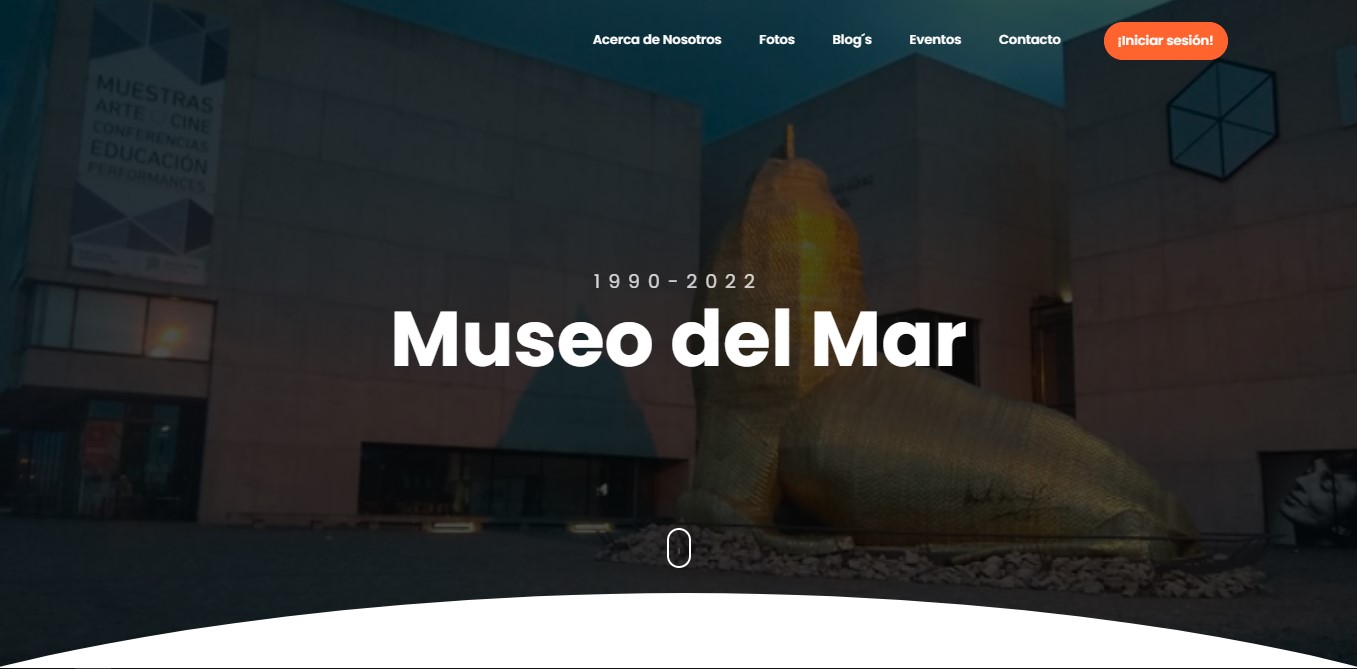 Acerca de Nosotros
Fotos
Blog´s
Eventos
Contacto
¡Iniciar sesión!
MUESTRAS
ARTE CINE
CONFERENCIAS
EDUCACIÓN
PERFORMANCES
1990-2022
Museo del Mar